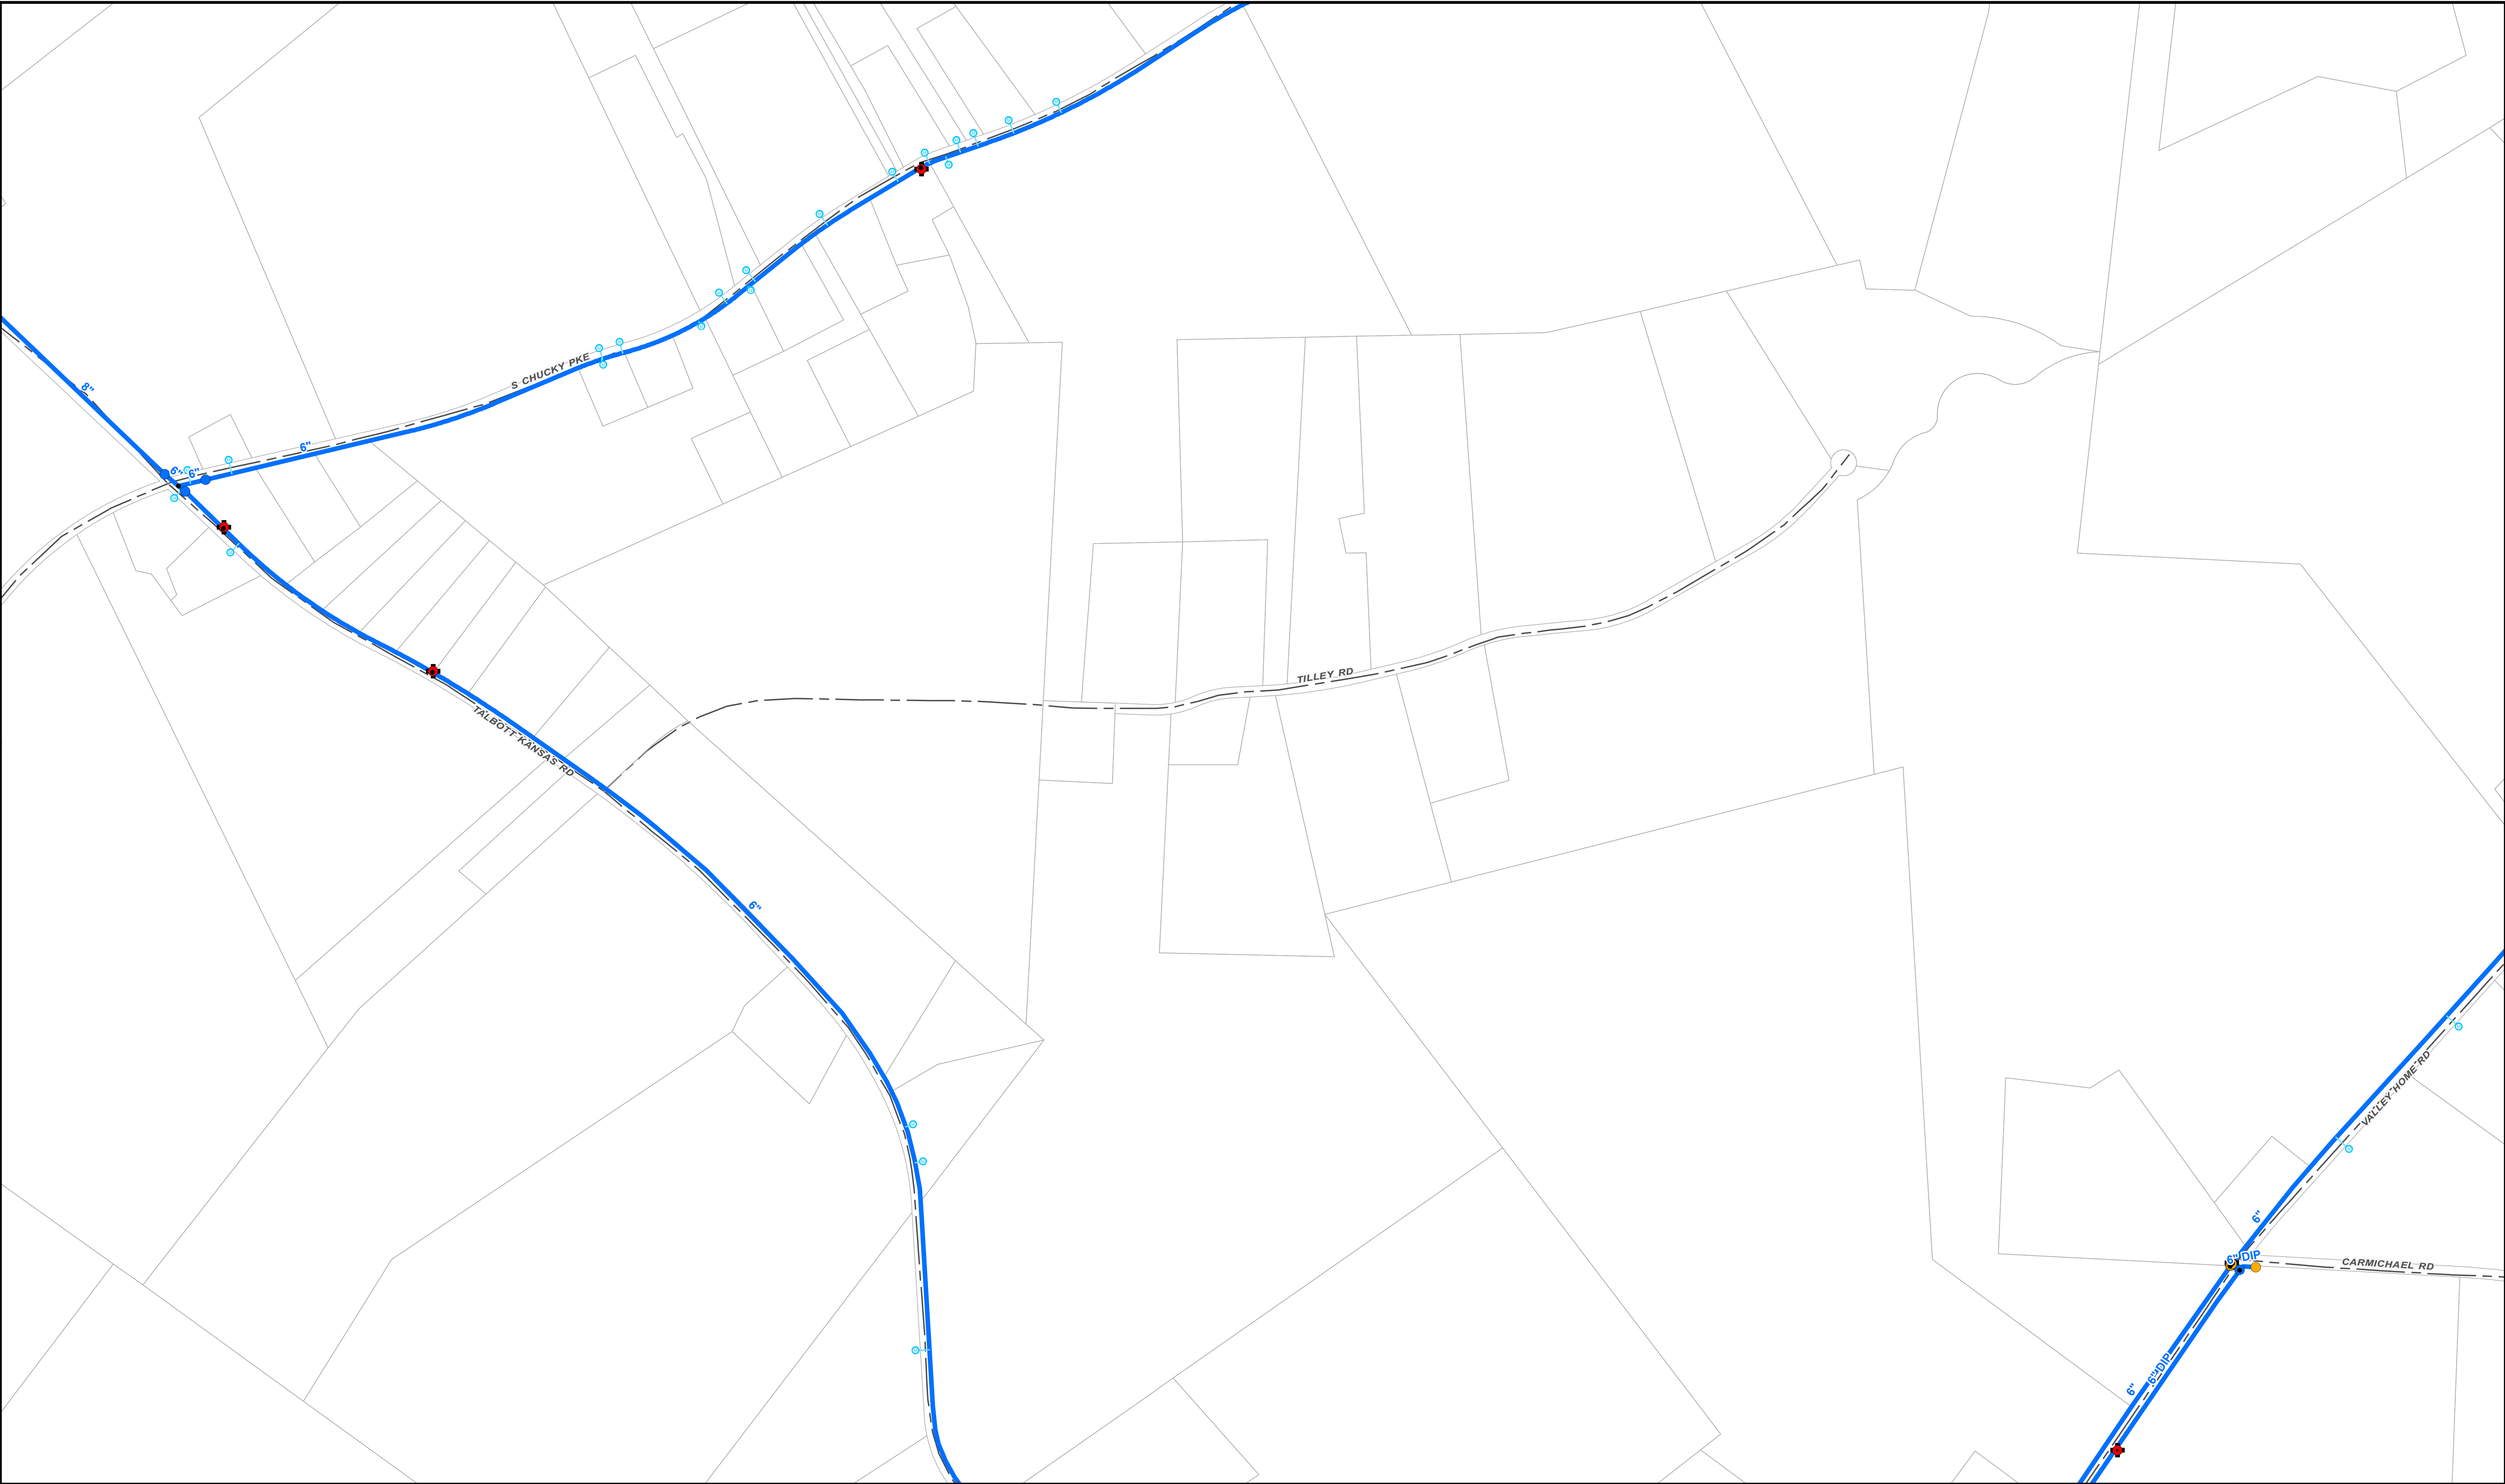 S CHUCKY PKE
8"
6"
6"
6"
TILLEY RD
TALBOTT KANSAS RD
6"
VALLEY HOME RD
6"
6" DIP
CARMICHAEL RD
6" DIP
6"